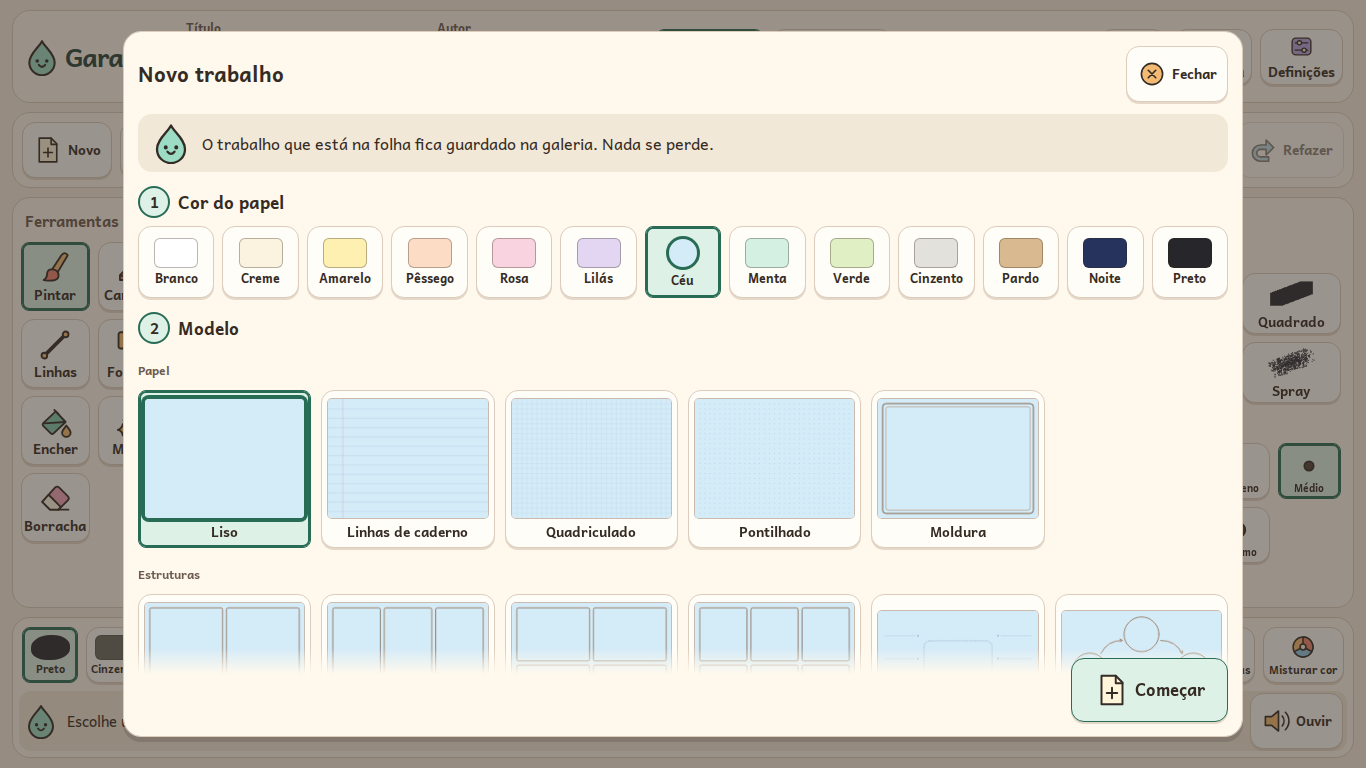 Título
Autor
Gara
Definições
Novo trabalho
Fechar
Novo
Refazer
O trabalho que está na folha fica guardado na galeria. Nada se perde.
1 Cor do papel
Branco
Creme
Amarelo
Pêssego
Rosa
Lilás
Céu
Menta
Verde
Cinzento
Pardo
Noite
Preto
2 Modelo
Papel
Liso
Linhas de caderno
Quadriculado
Pontilhado
Moldura
Estruturas
Começar
Ferramentas
Pintar
Linhas
Encher
Borracha
Quadrado
Spray
Médio
Preto
Misturar cor
Escolhe
Ouvir